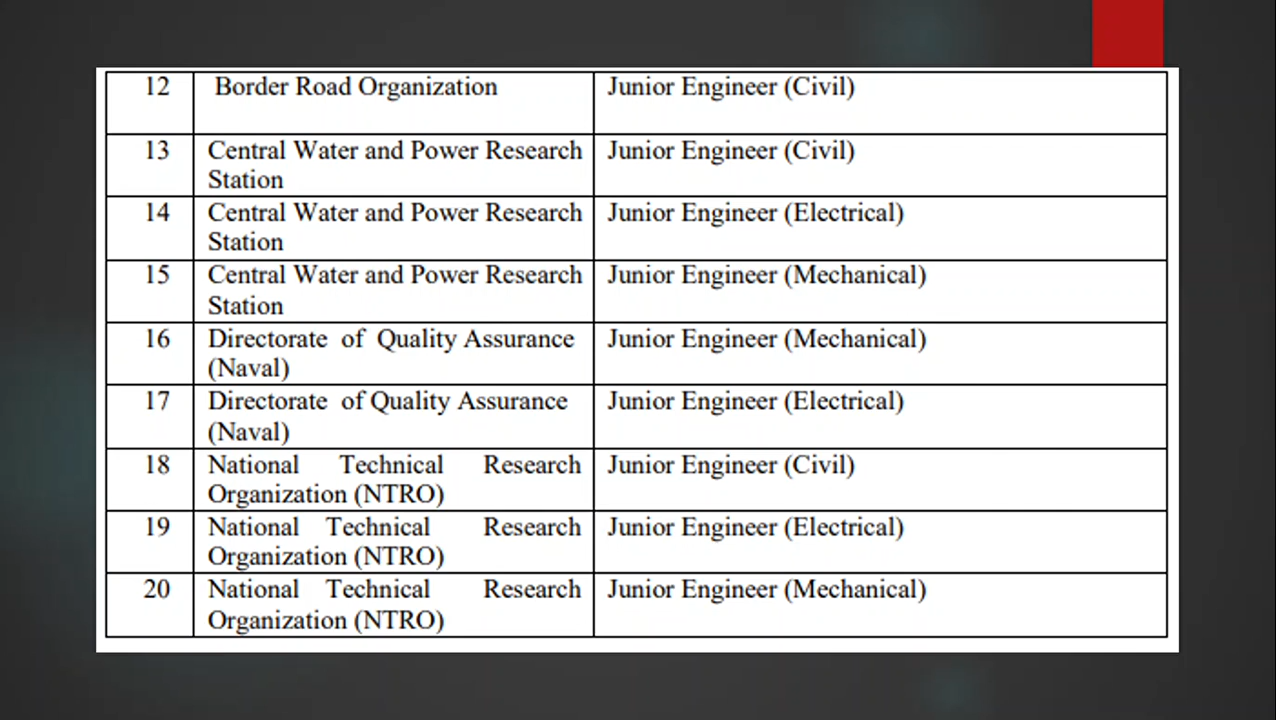 12 Border Road Organization Junior Engineer (Civil)
13 Central Water and Power Research Junior Engineer (Civil)
Station
14 Central Water and Power Research Junior Engineer (Electrical)
Station
15 Central Water and Power Research Junior Engineer (Mechanical)
Station
16 Directorate of Quality Assurance Junior Engineer (Mechanical)
(Naval)
17 Directorate of Quality Assurance Junior Engineer (Electrical)
(Naval)
18 National Technical Research Junior Engineer (Civil)
Organization (NTRO)
19 National Technical Research Junior Engineer (Electrical)
Organization (NTRO)
20 National Technical Research Junior Engineer (Mechanical)
Organization (NTRO)